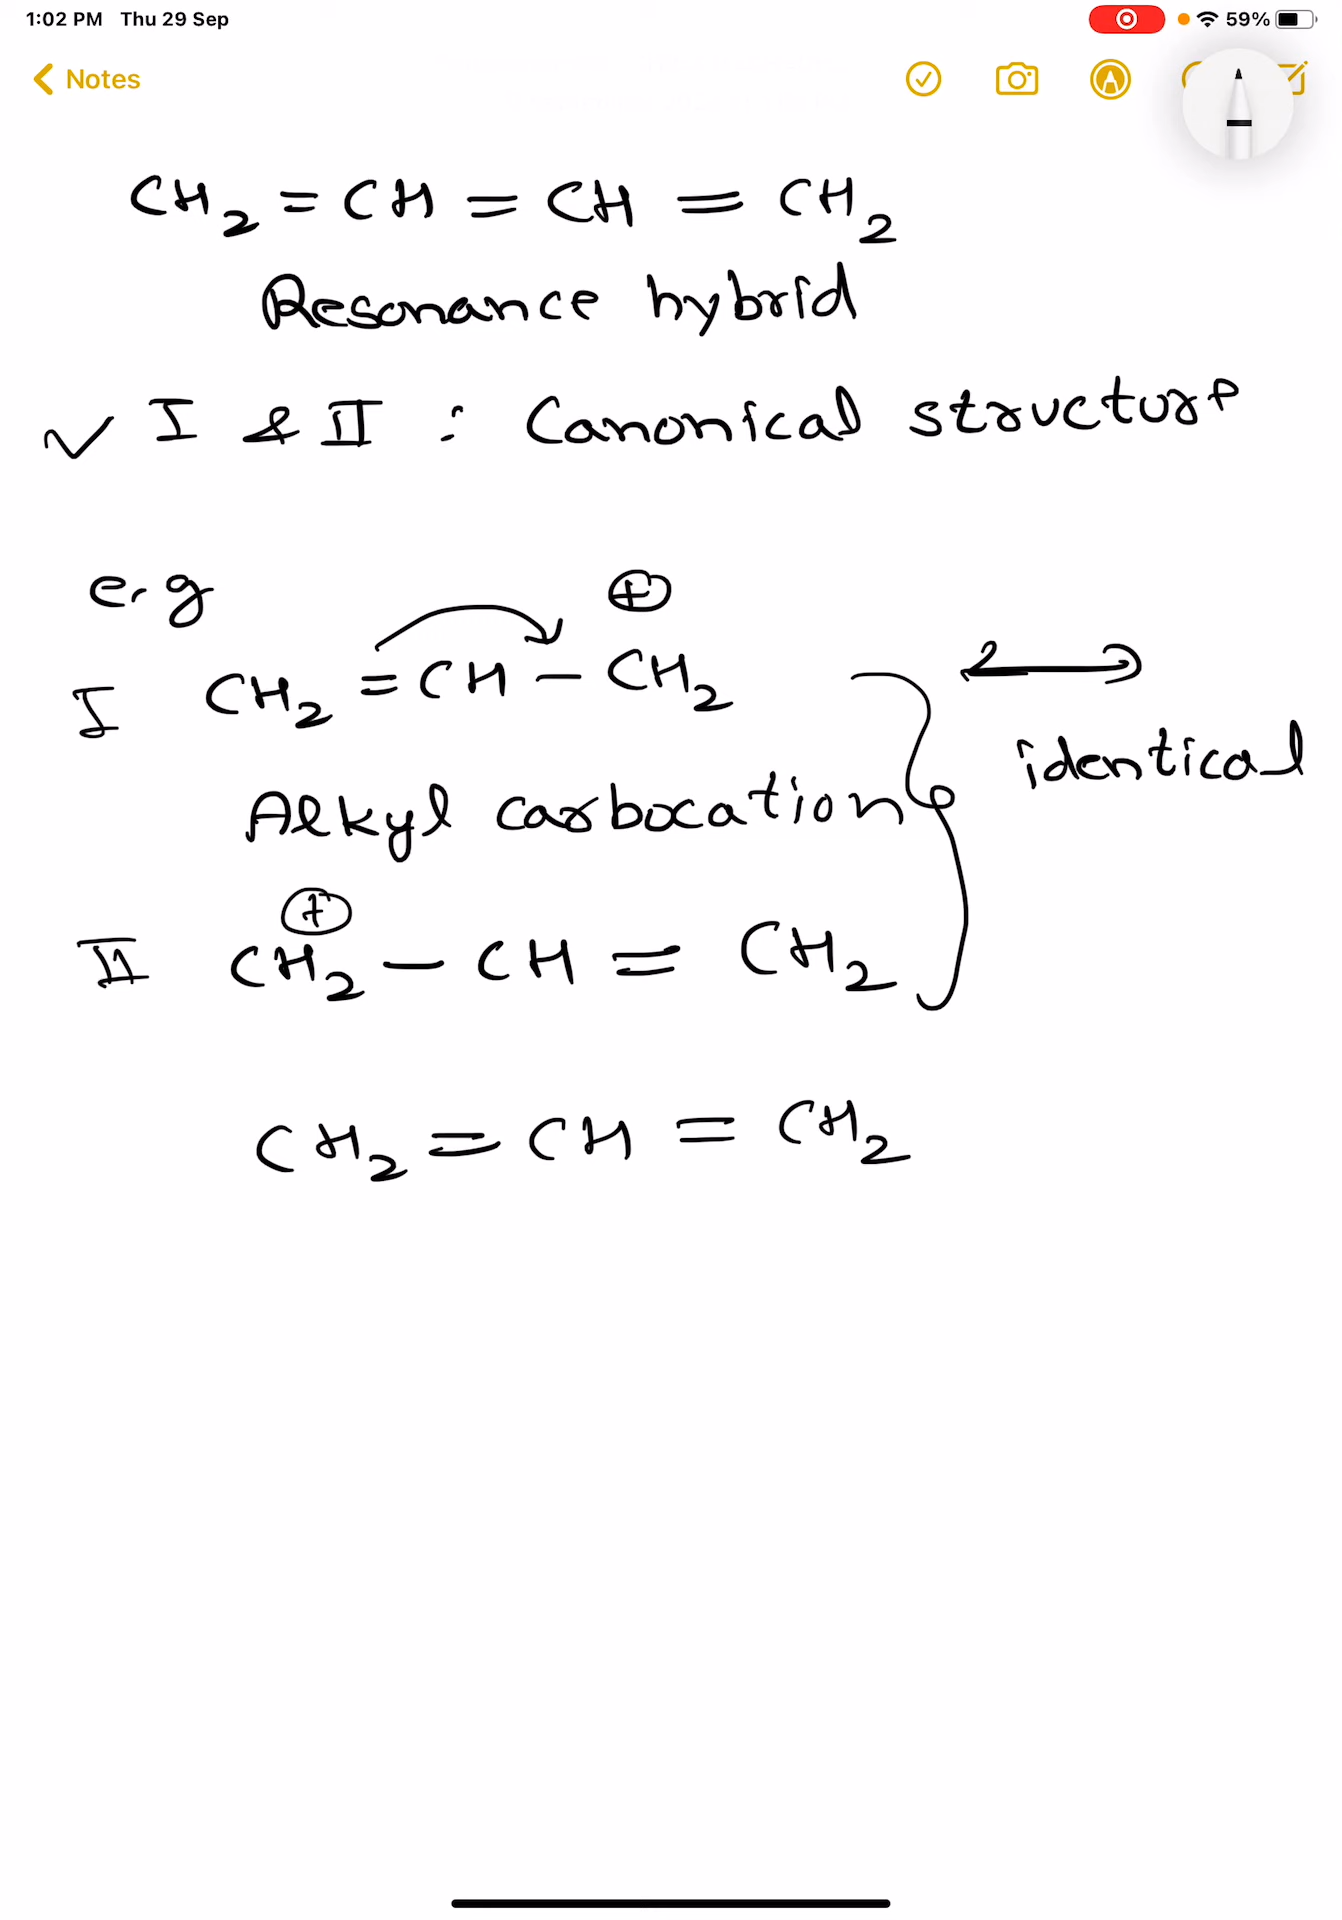 1:02 PM Thu 29 Sep 59%
Notes
CH₂ = CH = CH = CH₂
Resonance hybrid
✓ I & II : Canonical structure
e.g
⊕
I CH₂ = CH — CH₂ ⟷
identical
Alkyl carbocation
⊕
II CH₂ — CH = CH₂
CH₂ = CH = CH₂